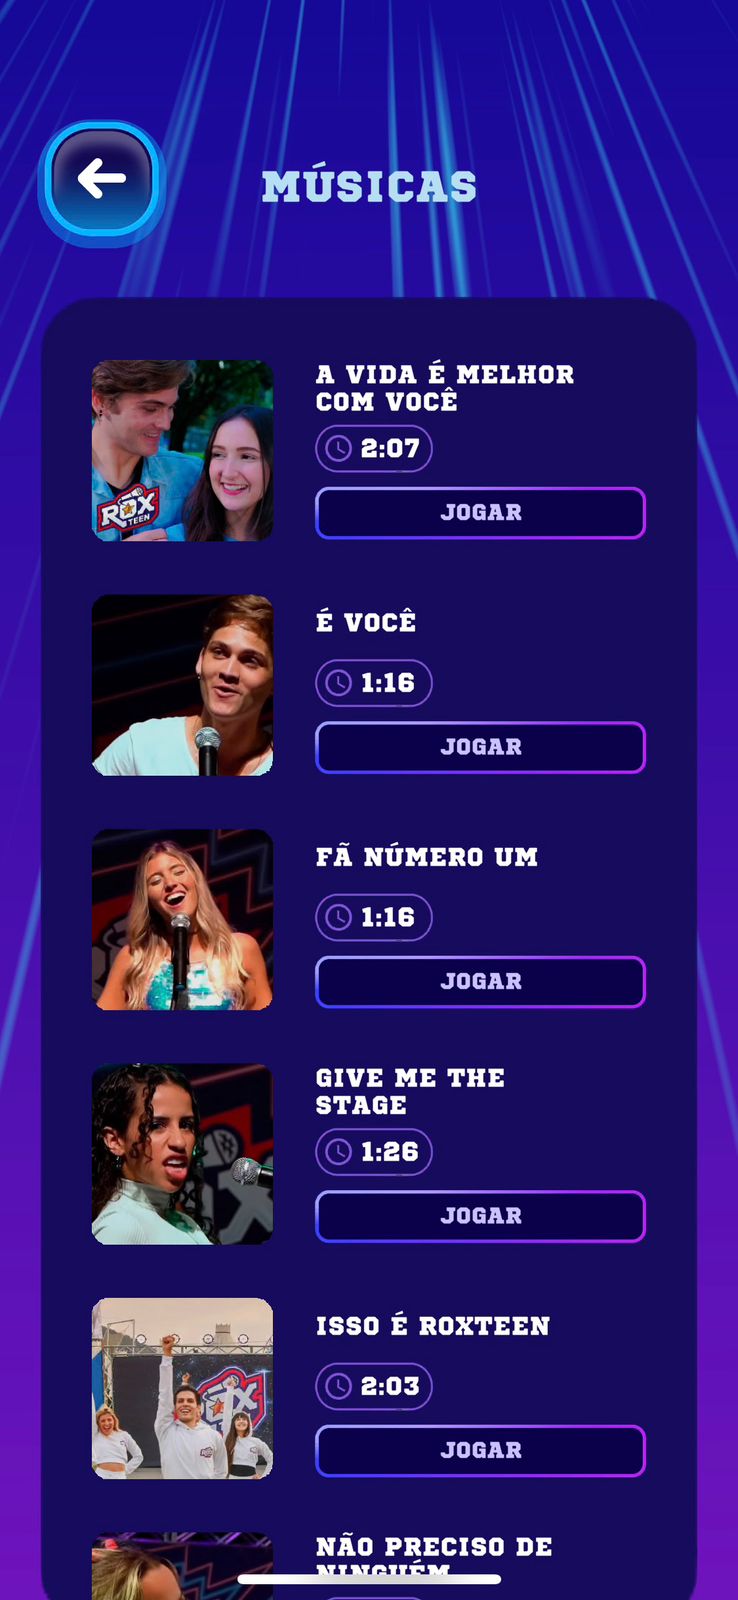 MÚSICAS
A VIDA É MELHOR
COM VOCÊ
2:07
ROX
TEEN
JOGAR
É VOCÊ
1:16
JOGAR
FÃ NÚMERO UM
1:16
JOGAR
GIVE ME THE
STAGE
1:26
JOGAR
ISSO É ROXTEEN
2:03
JOGAR
NÃO PRECISO DE
NINGUÉM